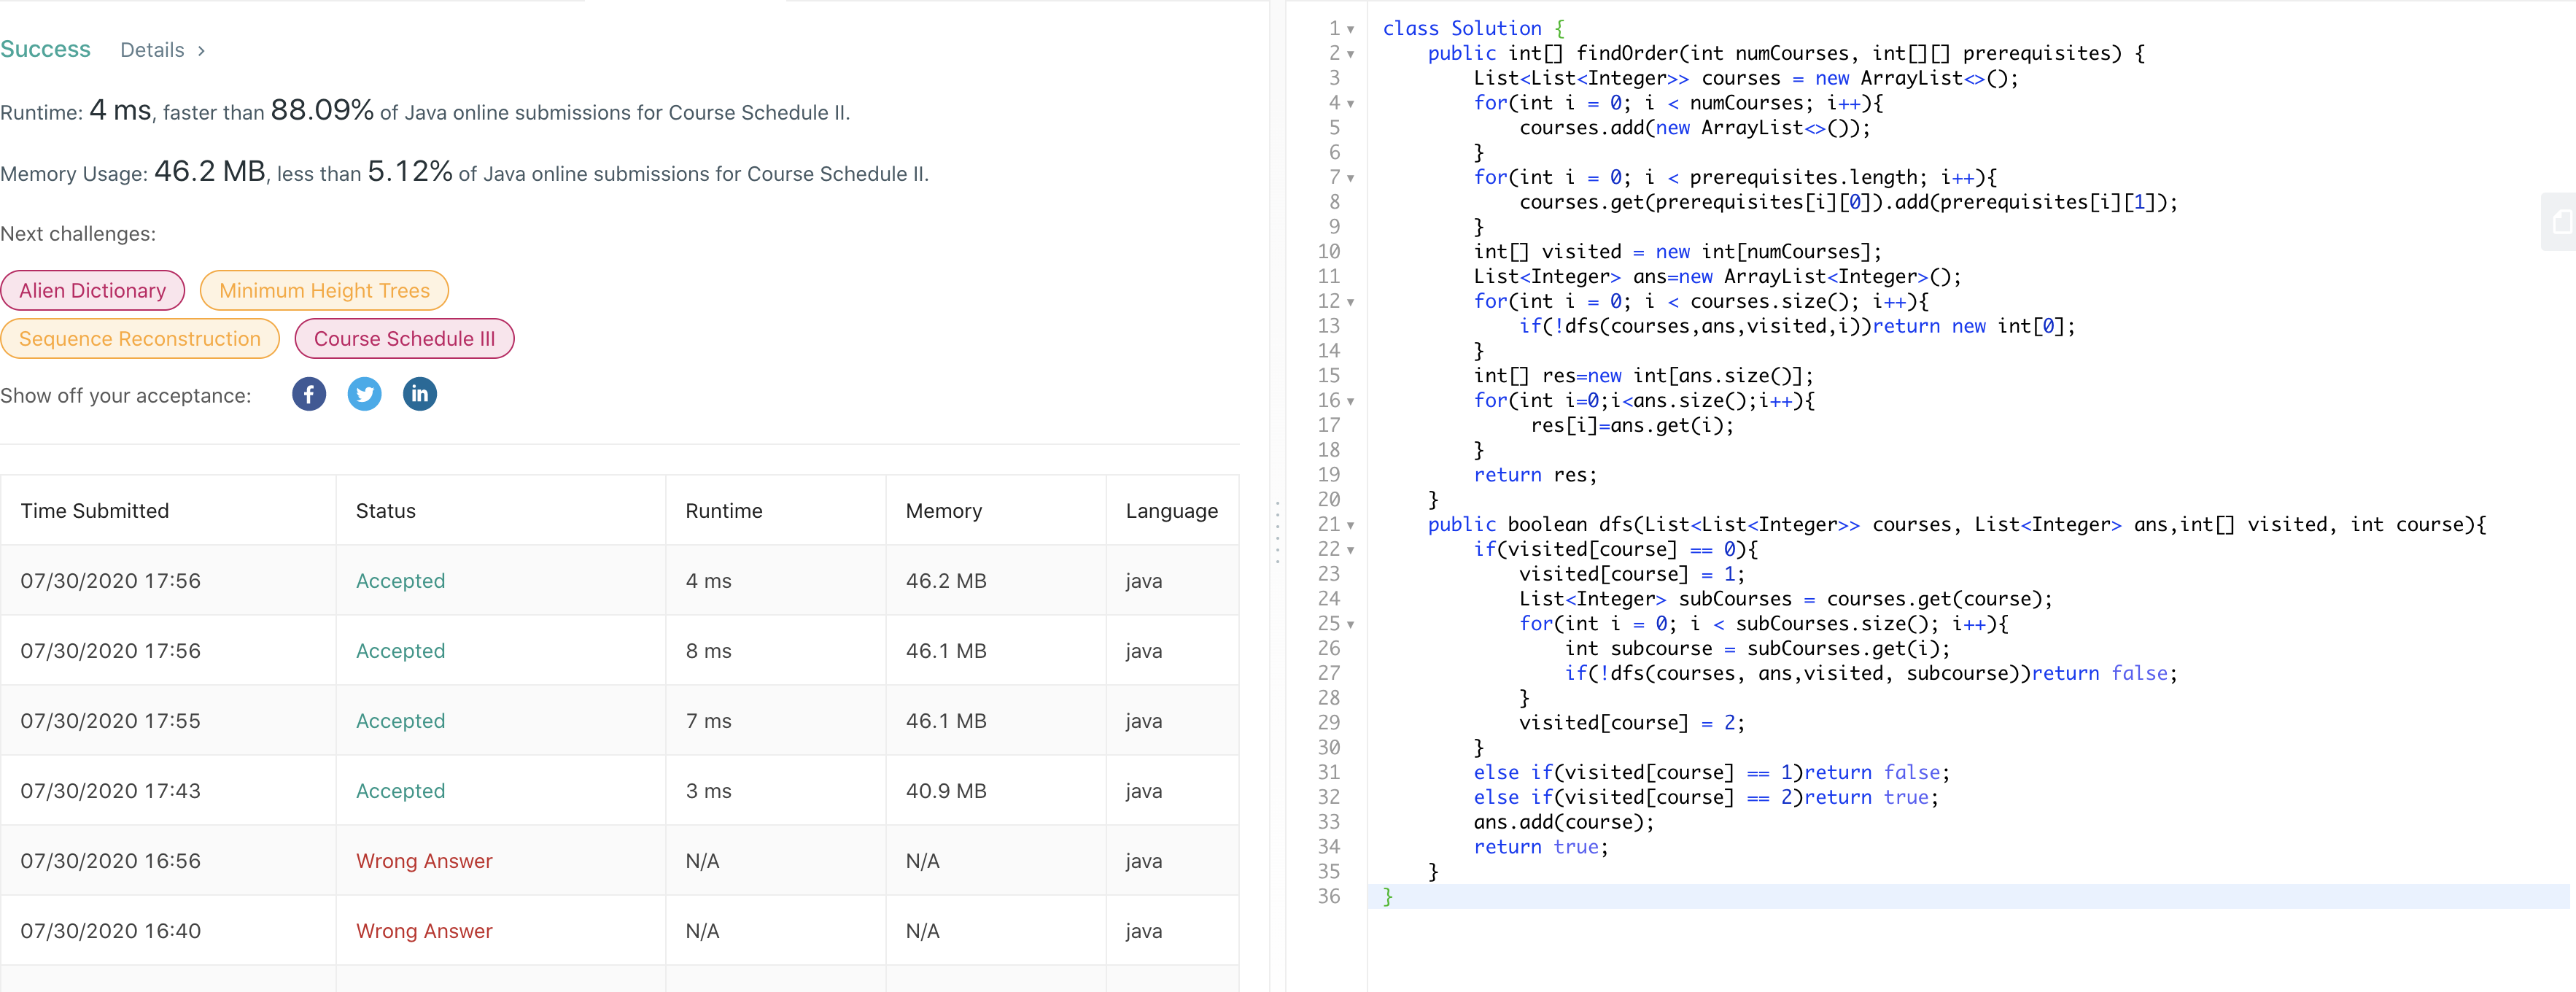 Success Details >
Runtime: 4 ms, faster than 88.09% of Java online submissions for Course Schedule II.
Memory Usage: 46.2 MB, less than 5.12% of Java online submissions for Course Schedule II.
Next challenges:
Alien Dictionary Minimum Height Trees
Sequence Reconstruction Course Schedule III
Show off your acceptance: f in
Time Submitted Status Runtime Memory Language
07/30/2020 17:56 Accepted 4 ms 46.2 MB java
07/30/2020 17:56 Accepted 8 ms 46.1 MB java
07/30/2020 17:55 Accepted 7 ms 46.1 MB java
07/30/2020 17:43 Accepted 3 ms 40.9 MB java
07/30/2020 16:56 Wrong Answer N/A N/A java
07/30/2020 16:40 Wrong Answer N/A N/A java
1 class Solution {
2 public int[] findOrder(int numCourses, int[][] prerequisites) {
3 List<List<Integer>> courses = new ArrayList<>();
4 for(int i = 0; i < numCourses; i++){
5 courses.add(new ArrayList<>());
6 }
7 for(int i = 0; i < prerequisites.length; i++){
8 courses.get(prerequisites[i][0]).add(prerequisites[i][1]);
9 }
10 int[] visited = new int[numCourses];
11 List<Integer> ans=new ArrayList<Integer>();
12 for(int i = 0; i < courses.size(); i++){
13 if(!dfs(courses,ans,visited,i))return new int[0];
14 }
15 int[] res=new int[ans.size()];
16 for(int i=0;i<ans.size();i++){
17 res[i]=ans.get(i);
18 }
19 return res;
20 }
21 public boolean dfs(List<List<Integer>> courses, List<Integer> ans,int[] visited, int course){
22 if(visited[course] == 0){
23 visited[course] = 1;
24 List<Integer> subCourses = courses.get(course);
25 for(int i = 0; i < subCourses.size(); i++){
26 int subcourse = subCourses.get(i);
27 if(!dfs(courses, ans,visited, subcourse))return false;
28 }
29 visited[course] = 2;
30 }
31 else if(visited[course] == 1)return false;
32 else if(visited[course] == 2)return true;
33 ans.add(course);
34 return true;
35 }
36 }